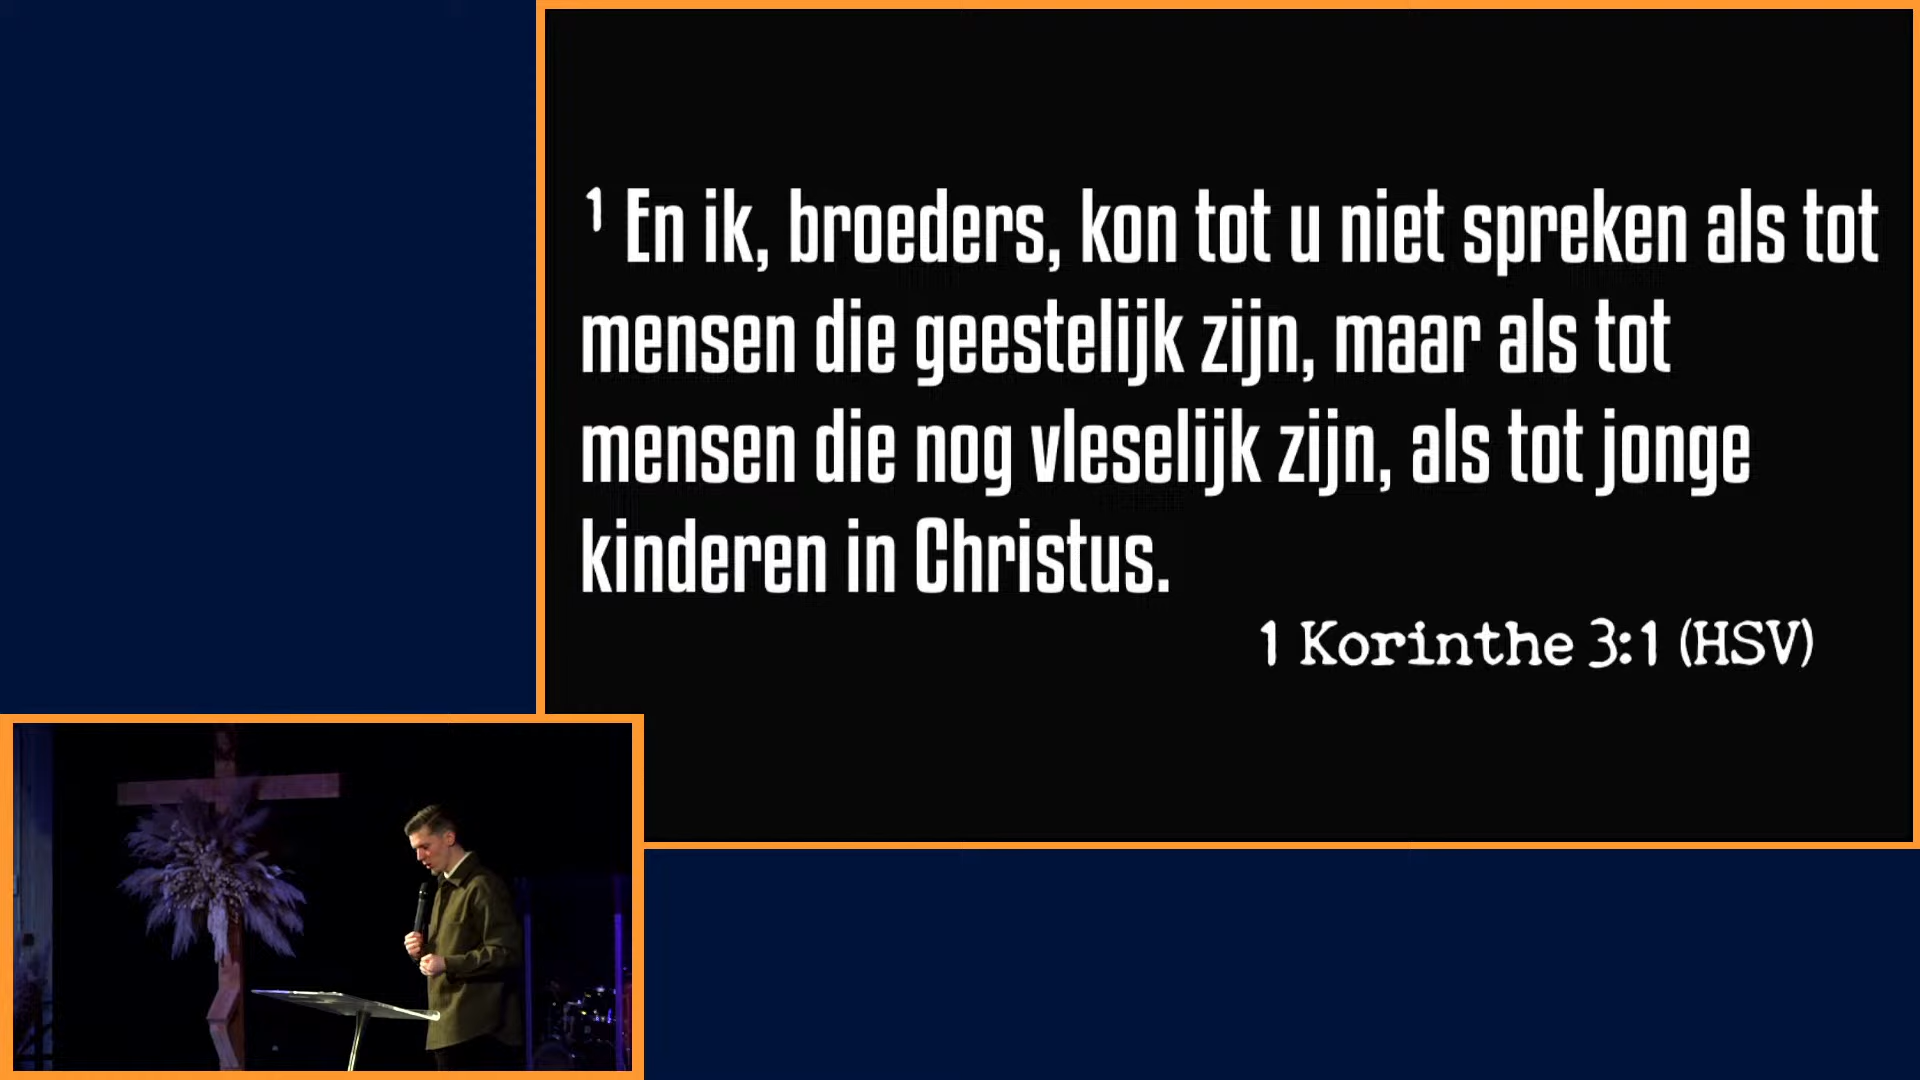 ¹ En ik, broeders, kon tot u niet spreken als tot
mensen die geestelijk zijn, maar als tot
mensen die nog vleselijk zijn, als tot jonge
kinderen in Christus.
1 Korinthe 3:1 (HSV)